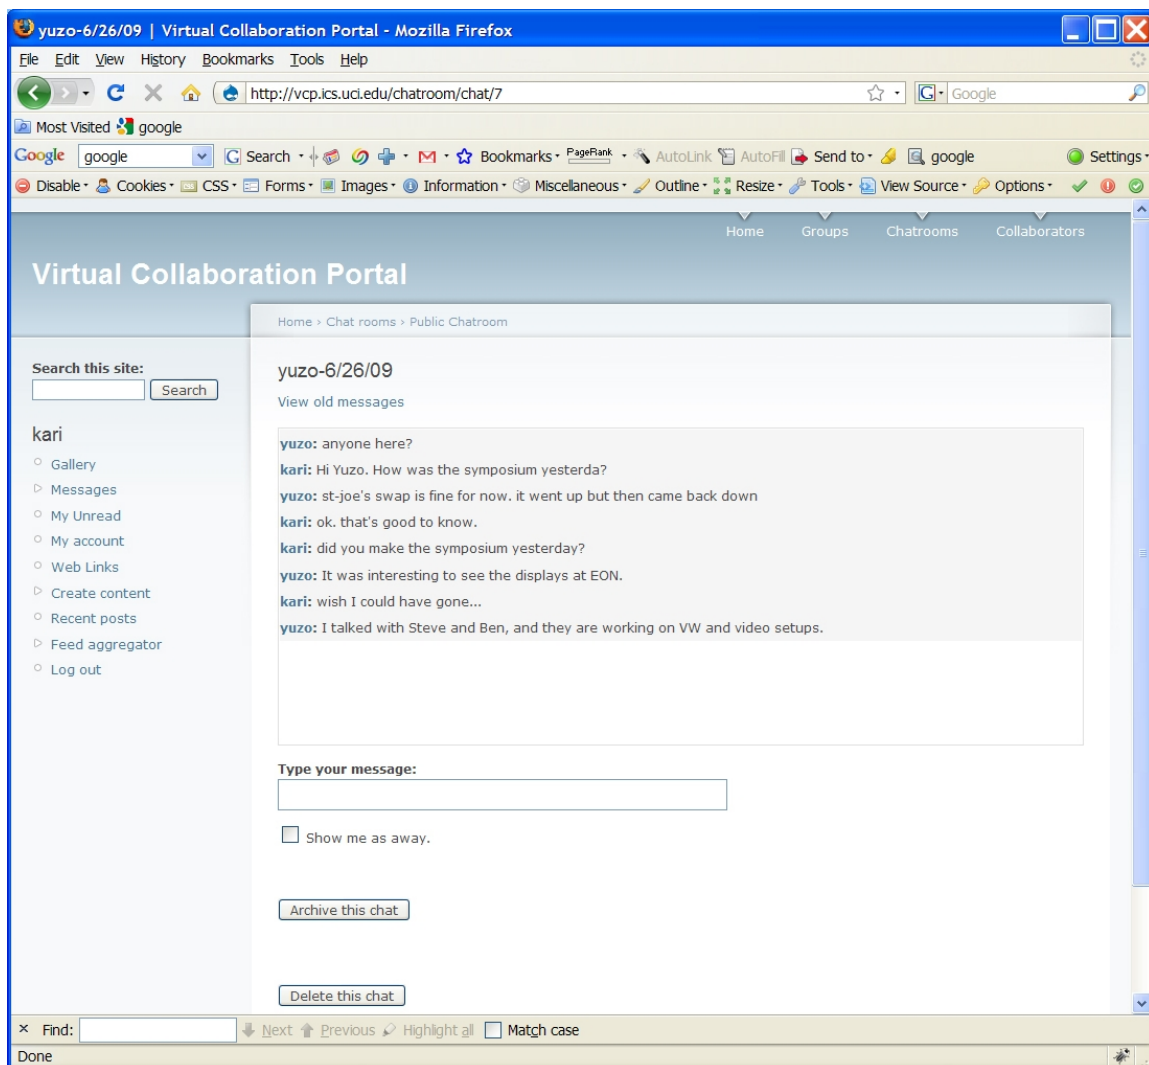 yuzo-6/26/09 | Virtual Collaboration Portal - Mozilla Firefox
File Edit View History Bookmarks Tools Help
http://vcp.ics.uci.edu/chatroom/chat/7 G Google
Most Visited google
Google google G Search Bookmarks PageRank AutoLink AutoFill Send to google Settings
Disable Cookies CSS Forms Images Information Miscellaneous Outline Resize Tools View Source Options
Home Groups Chatrooms Collaborators
Virtual Collaboration Portal
Home › Chat rooms › Public Chatroom
Search this site:
Search
kari
Gallery
Messages
My Unread
My account
Web Links
Create content
Recent posts
Feed aggregator
Log out
yuzo-6/26/09
View old messages
yuzo: anyone here?
kari: Hi Yuzo. How was the symposium yesterda?
yuzo: st-joe's swap is fine for now. it went up but then came back down
kari: ok. that's good to know.
kari: did you make the symposium yesterday?
yuzo: It was interesting to see the displays at EON.
kari: wish I could have gone...
yuzo: I talked with Steve and Ben, and they are working on VW and video setups.
Type your message:
Show me as away.
Archive this chat
Delete this chat
× Find: Next Previous Highlight all Match case
Done